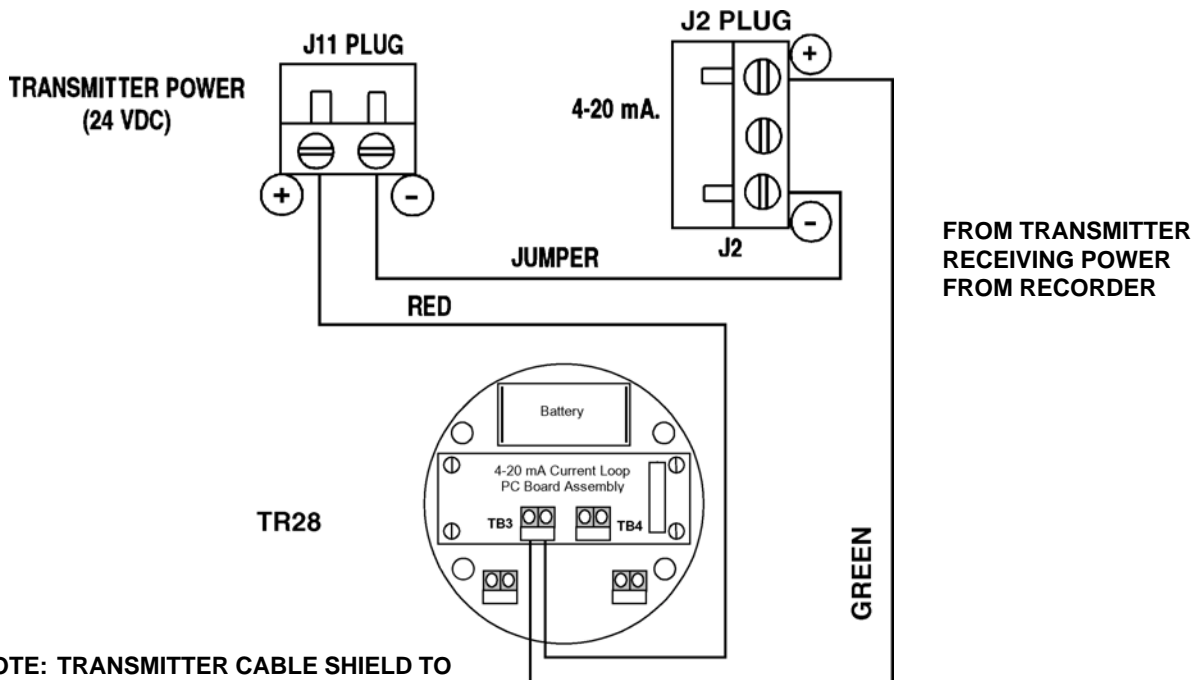 J2 PLUG
J11 PLUG
+
TRANSMITTER POWER
(24 VDC)
4-20 mA.
+
-
-
J2
FROM TRANSMITTER
RECEIVING POWER
FROM RECORDER
JUMPER
RED
Battery
4-20 mA Current Loop
PC Board Assembly
TR28
TB3
TB4
GREEN
OTE: TRANSMITTER CABLE SHIELD TO